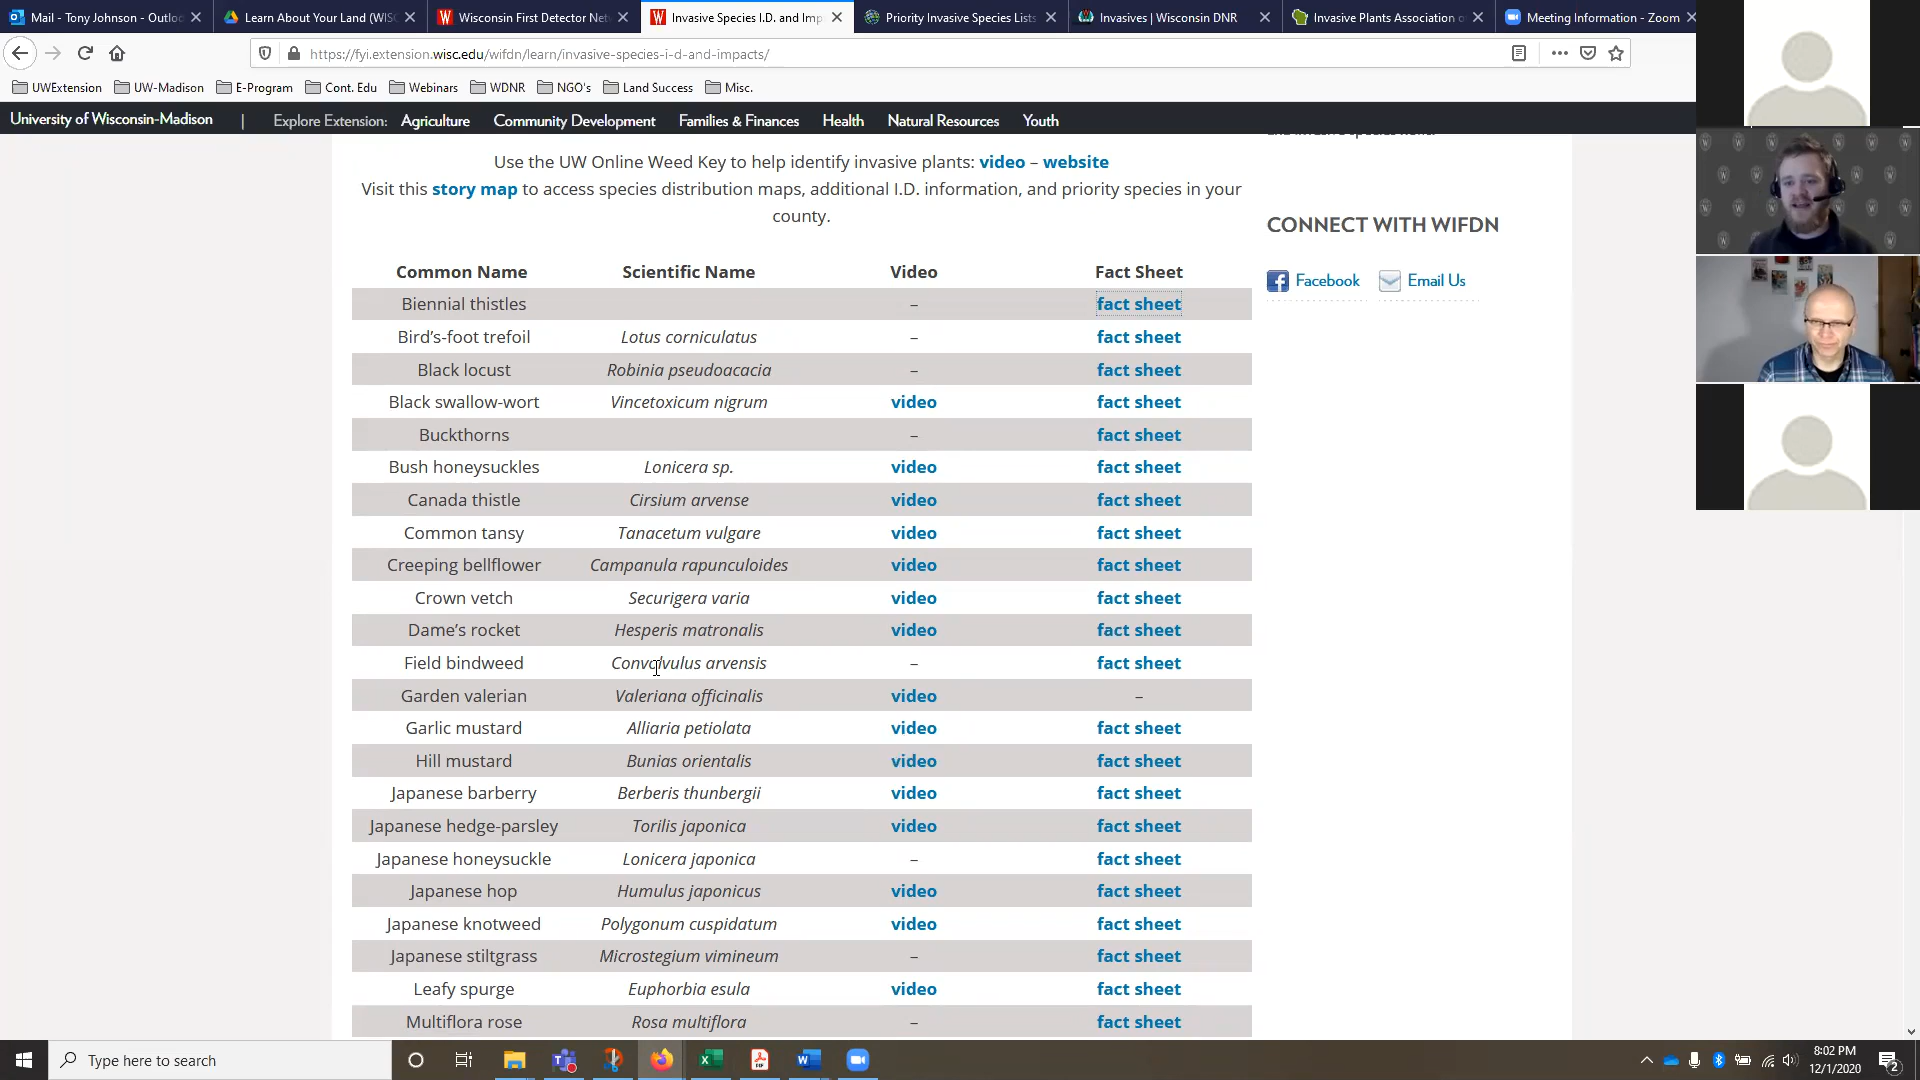 Mail - Tony Johnson - Outlo
Learn About Your Land (WISC
Wisconsin First Detector Net
Invasive Species I.D. and Imp
Priority Invasive Species Lists
Invasives | Wisconsin DNR
Invasive Plants Association o
Meeting Information - Zoom
https://fyi.extension.wisc.edu/wifdn/learn/invasive-species-i-d-and-impacts/
UWExtension UW-Madison E-Program Cont. Edu Webinars WDNR NGO's Land Success Misc.
University of Wisconsin-Madison | Explore Extension: Agriculture Community Development Families & Finances Health Natural Resources Youth
Use the UW Online Weed Key to help identify invasive plants: video – website
Visit this story map to access species distribution maps, additional I.D. information, and priority species in your
county.
CONNECT WITH WIFDN
Facebook Email Us
Common Name Scientific Name Video Fact Sheet
Biennial thistles – fact sheet
Bird's-foot trefoil Lotus corniculatus – fact sheet
Black locust Robinia pseudoacacia – fact sheet
Black swallow-wort Vincetoxicum nigrum video fact sheet
Buckthorns – fact sheet
Bush honeysuckles Lonicera sp. video fact sheet
Canada thistle Cirsium arvense video fact sheet
Common tansy Tanacetum vulgare video fact sheet
Creeping bellflower Campanula rapunculoides video fact sheet
Crown vetch Securigera varia video fact sheet
Dame's rocket Hesperis matronalis video fact sheet
Field bindweed Convolvulus arvensis – fact sheet
Garden valerian Valeriana officinalis video –
Garlic mustard Alliaria petiolata video fact sheet
Hill mustard Bunias orientalis video fact sheet
Japanese barberry Berberis thunbergii video fact sheet
Japanese hedge-parsley Torilis japonica video fact sheet
Japanese honeysuckle Lonicera japonica – fact sheet
Japanese hop Humulus japonicus video fact sheet
Japanese knotweed Polygonum cuspidatum video fact sheet
Japanese stiltgrass Microstegium vimineum – fact sheet
Leafy spurge Euphorbia esula video fact sheet
Multiflora rose Rosa multiflora – fact sheet
Type here to search
8:02 PM
12/1/2020
2